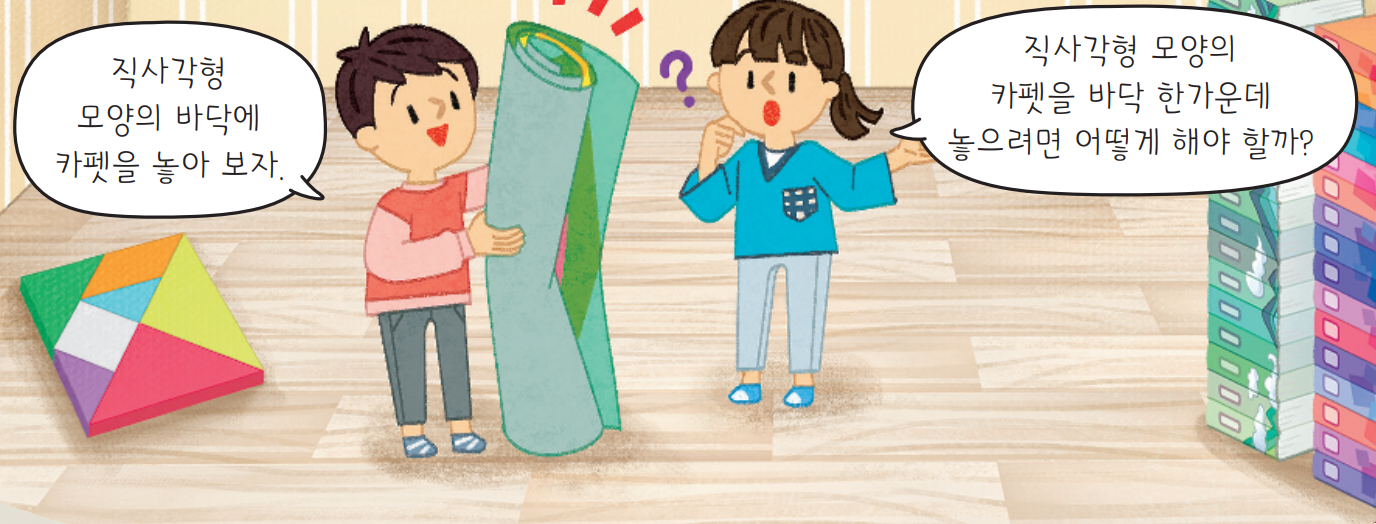 직사각형
모양의 바닥에
카펫을 놓아 보자.
?
직사각형 모양의
카펫을 바닥 한가운데
놓으려면 어떻게 해야 할까?